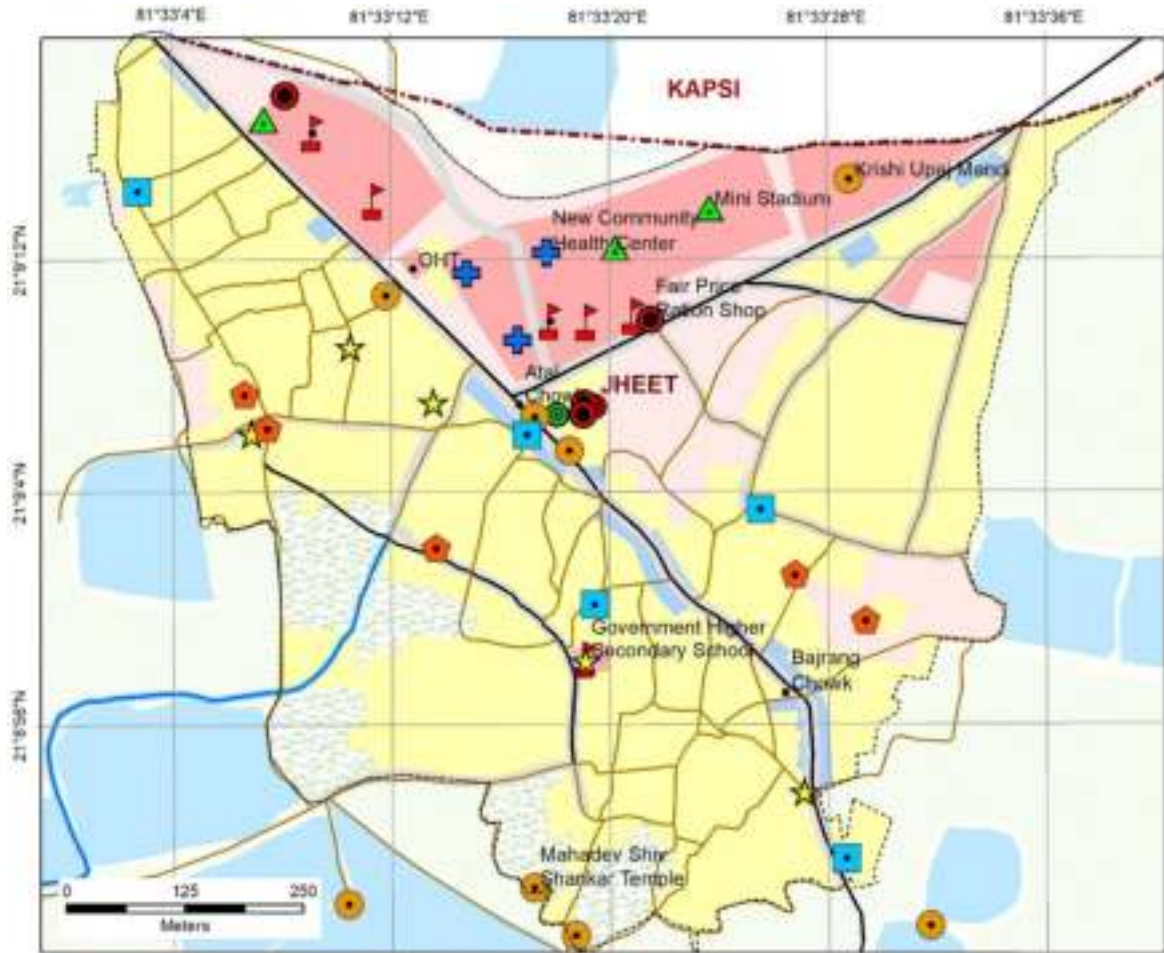 81°33'4"E
81°33'12"E
81°33'20"E
81°33'28"E
81°33'36"E
KAPSI
Krishi Upaj Mandi
Mini Stadium
New Community
Health Center
21°9'12"N
OHT
Fair Price
Ration Shop
Atal
Chowk
JHEET
21°9'4"N
Government Higher
Secondary School
Bajrang
Chowk
21°8'56"N
Mahadev Shiv
Shankar Temple
0 125 250
Meters